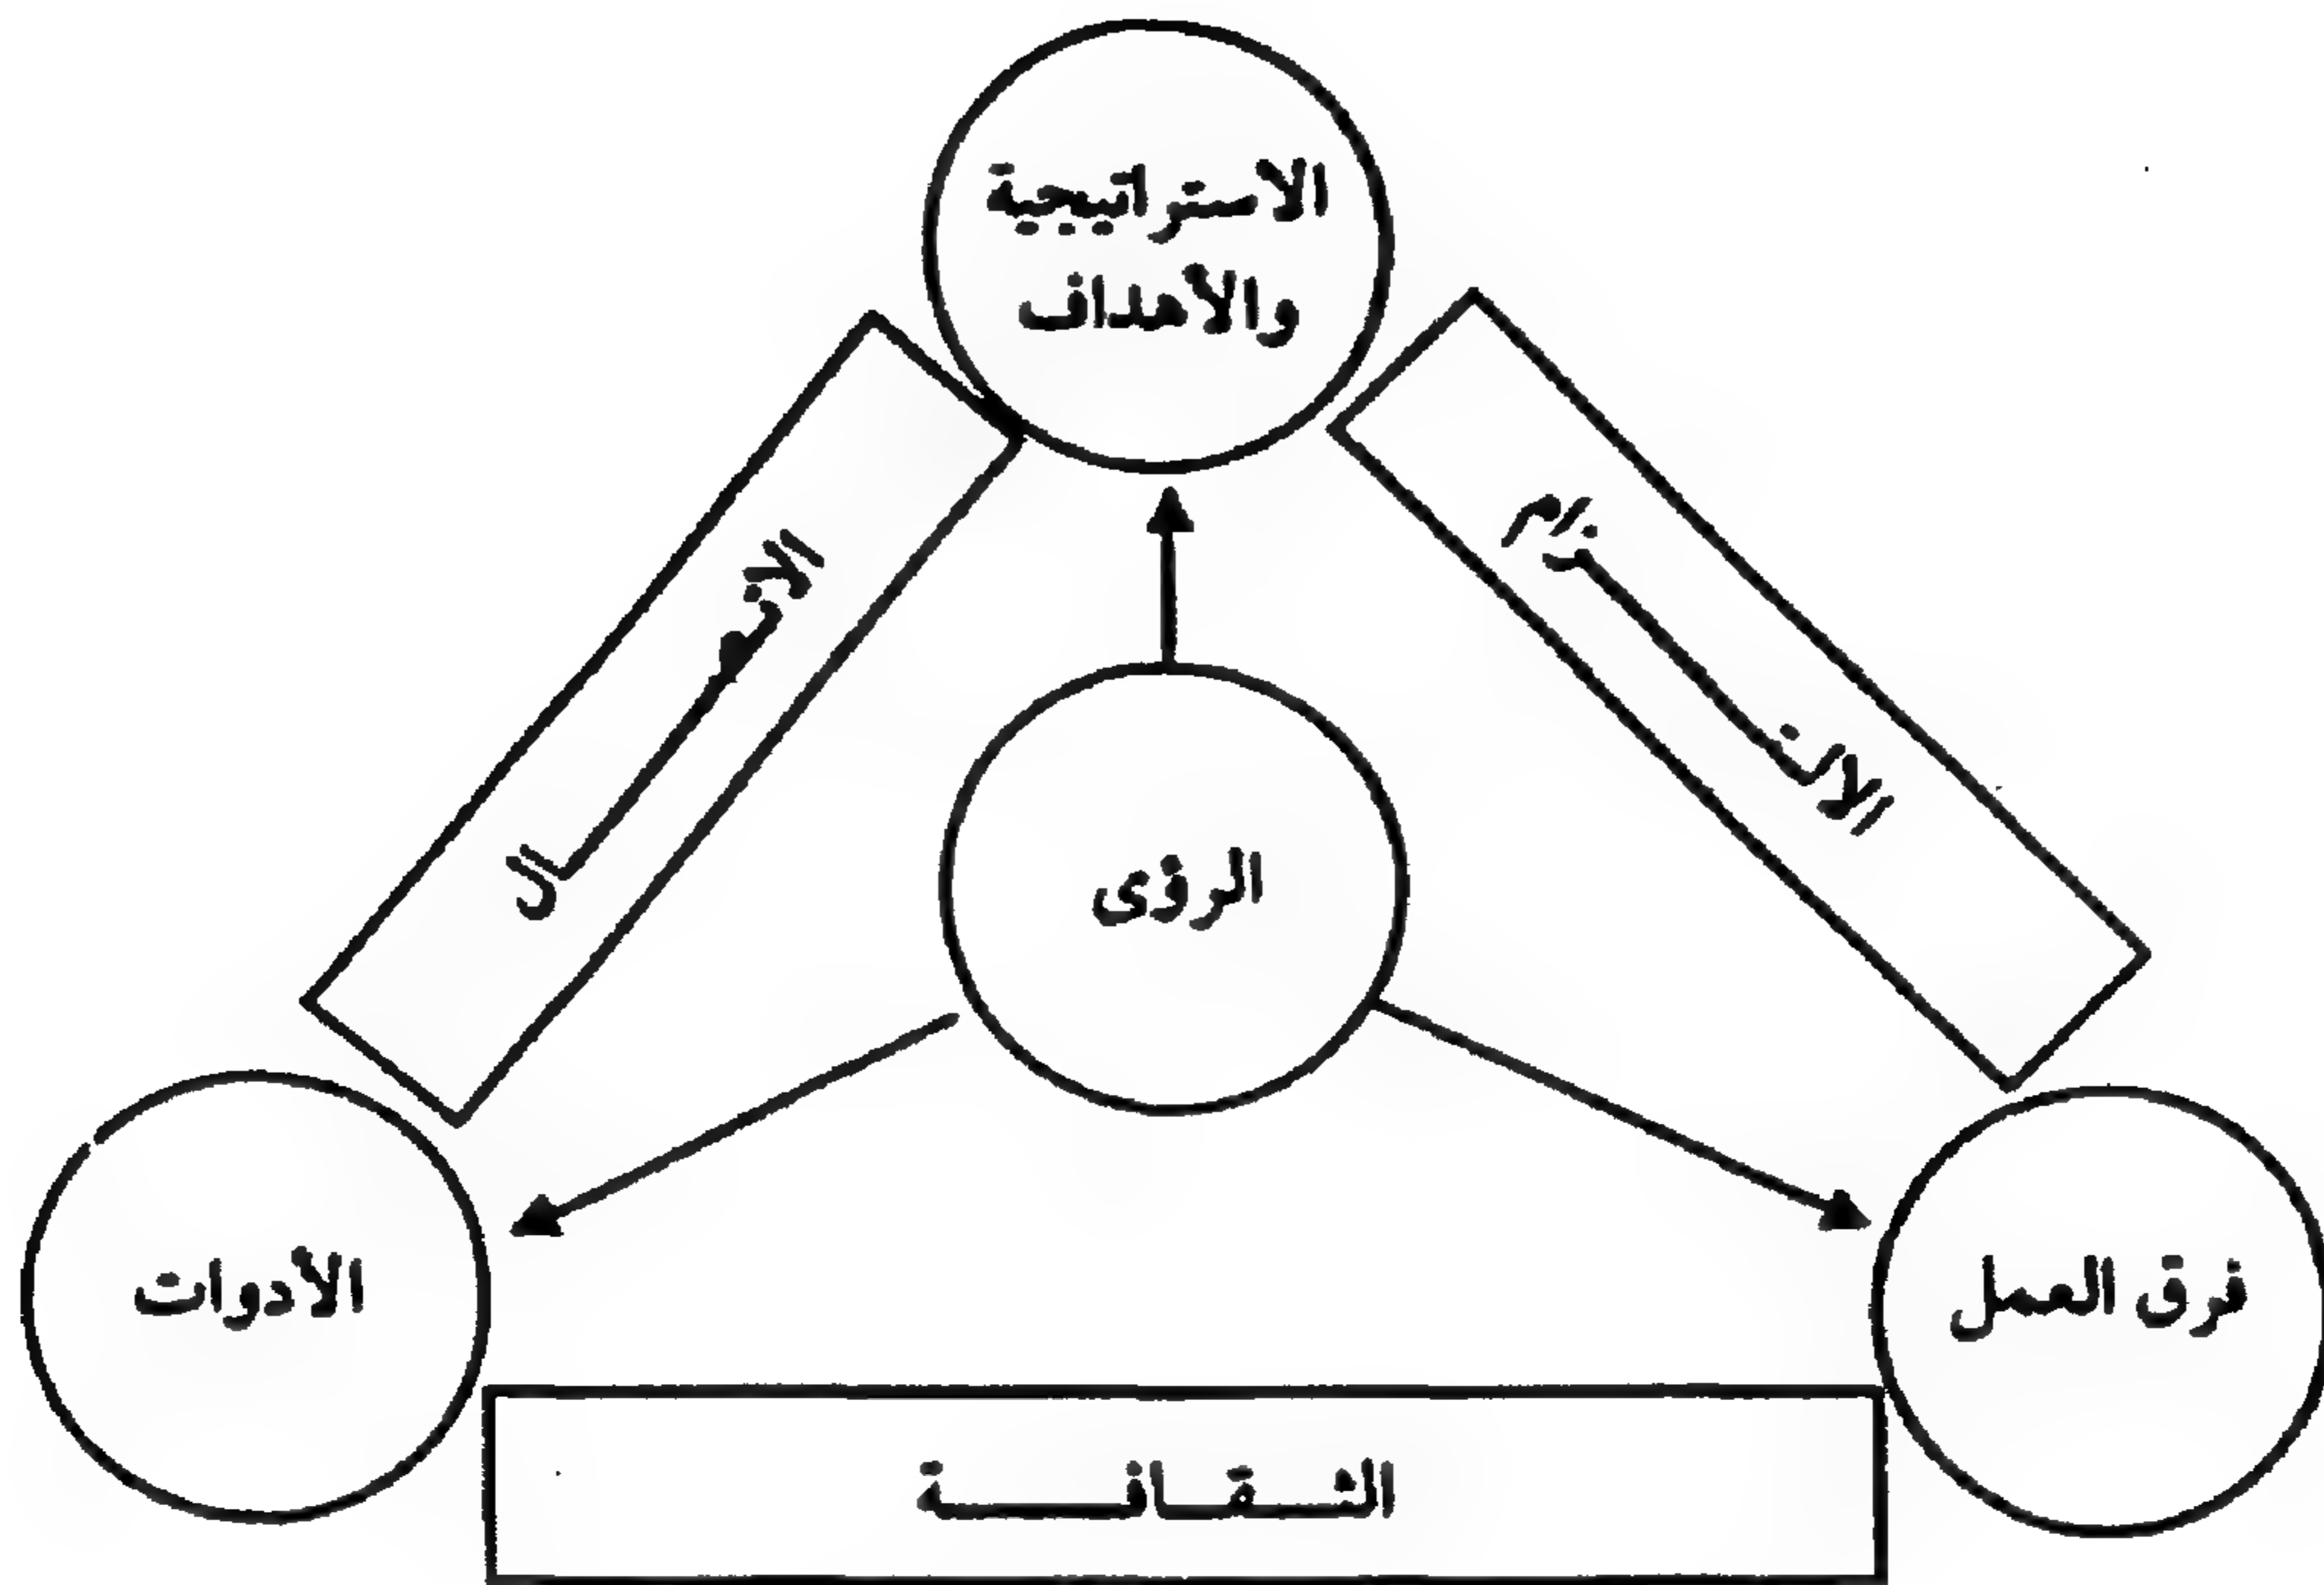 الاستراتيجية
والأهداف
الاتصال
الالتزام
الرؤى
الأدوات
فرق العمل
الثقافة